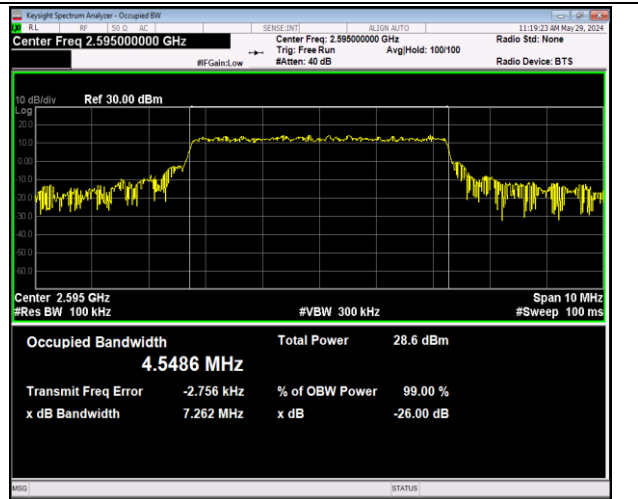 Keysight Spectrum Analyzer - Occupied BW
RL RF 50 Ω AC SENSE:INT ALIGN AUTO 11:19:23 AM May 29, 2024
Center Freq 2.595000000 GHz Center Freq: 2.595000000 GHz Radio Std: None
Trig: Free Run Avg|Hold: 100/100
#IFGain:Low #Atten: 40 dB Radio Device: BTS
10 dB/div Ref 30.00 dBm
Log
20.0
10.0
0.00
-10.0
-20.0
-30.0
-40.0
-50.0
-60.0
Center 2.595 GHz Span 10 MHz
#Res BW 100 kHz #VBW 300 kHz #Sweep 100 ms
Occupied Bandwidth Total Power 28.6 dBm
4.5486 MHz
Transmit Freq Error -2.756 kHz % of OBW Power 99.00 %
x dB Bandwidth 7.262 MHz x dB -26.00 dB
MSG STATUS